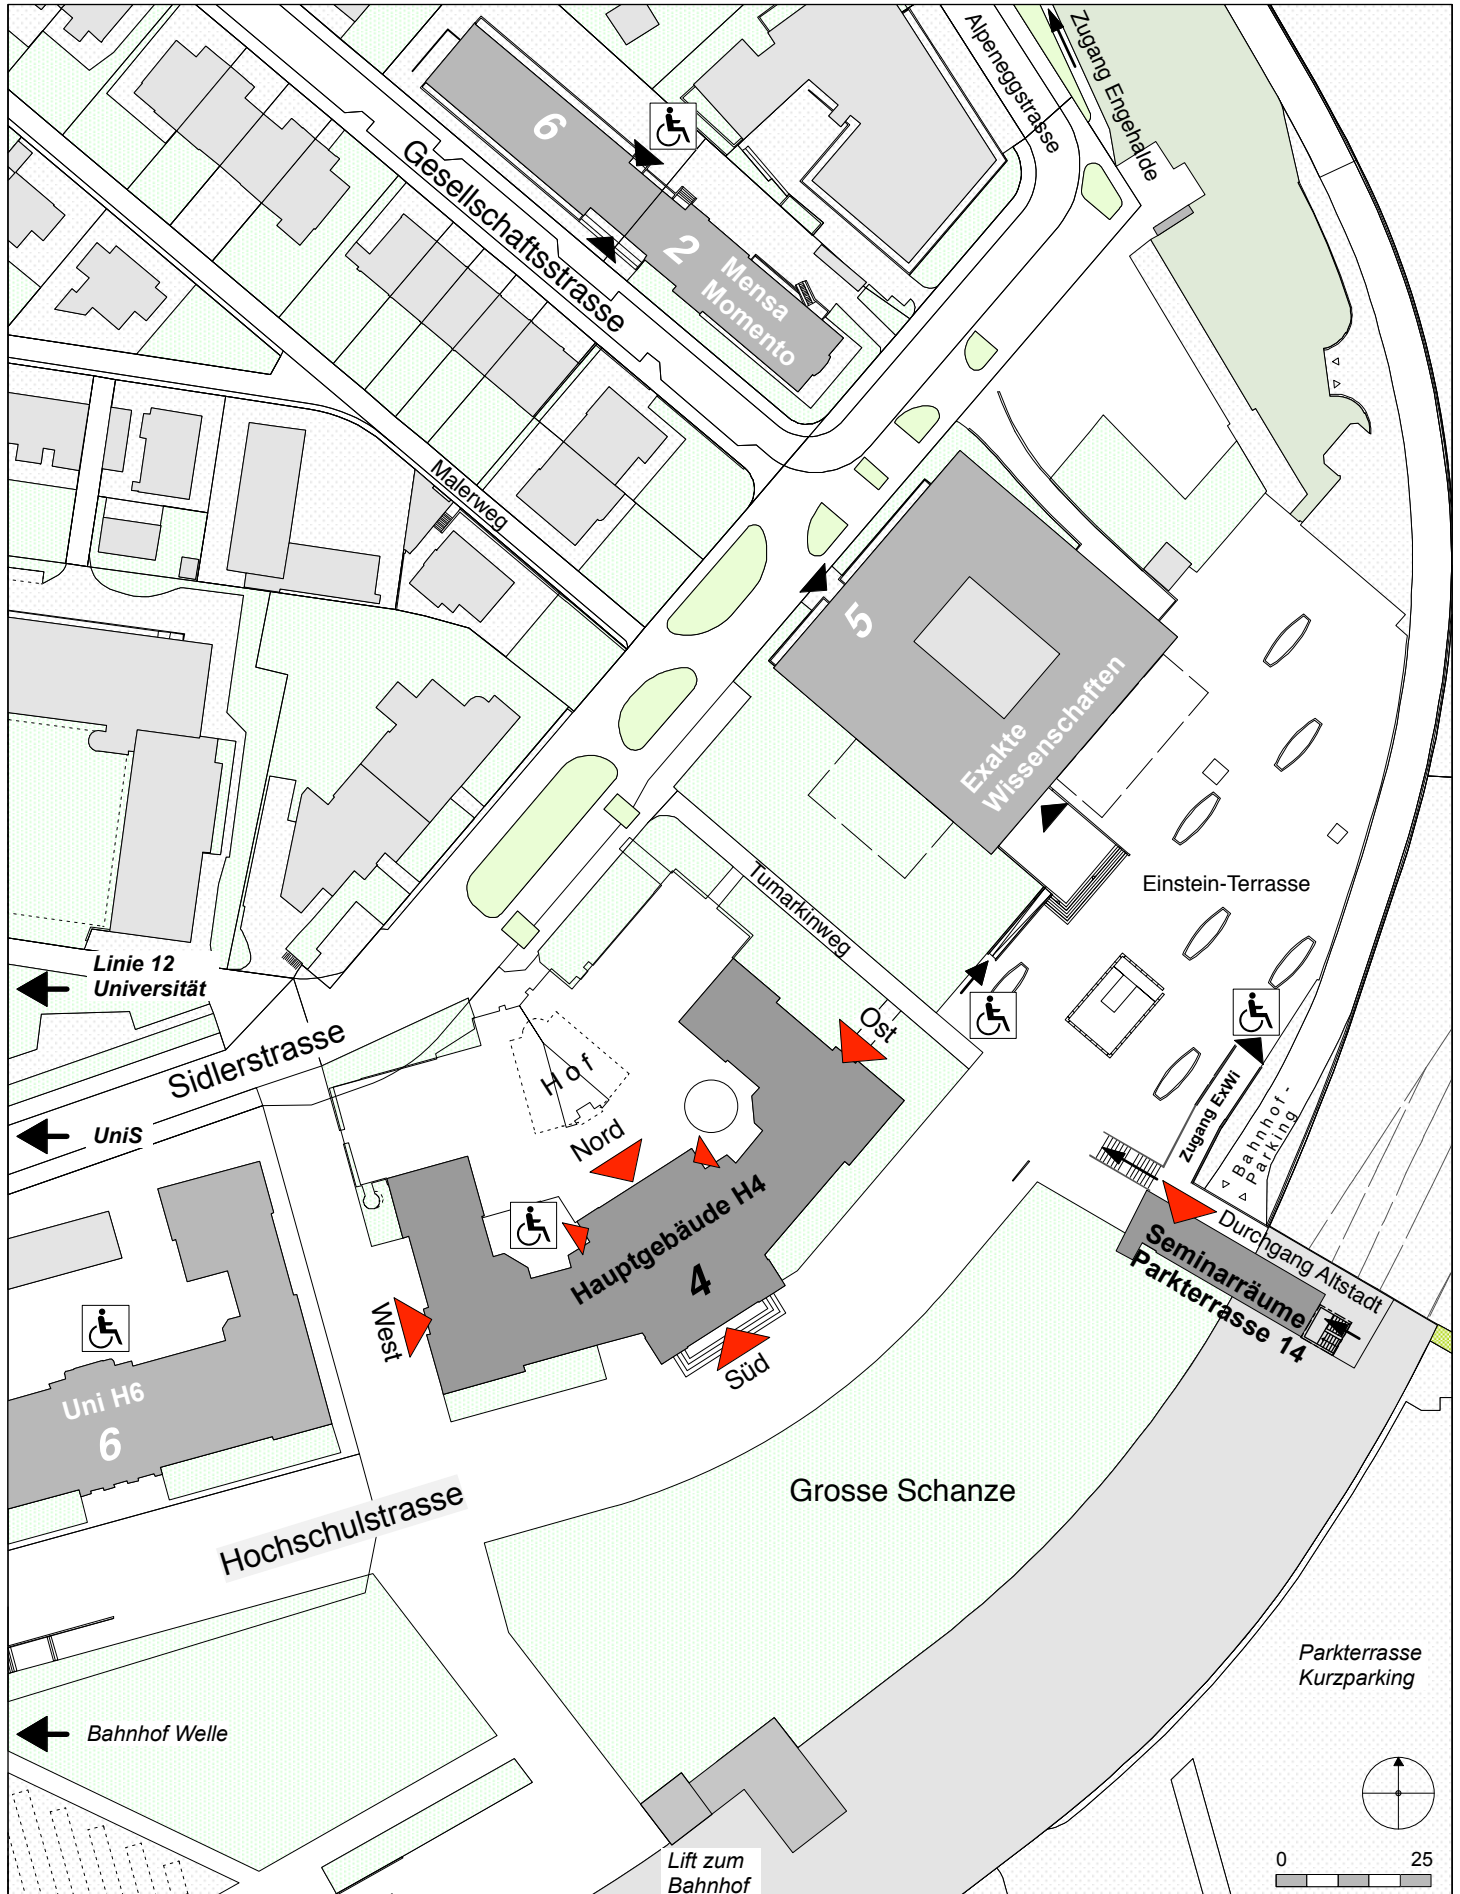 Zugang Engehalde
Alpeneggstrasse
6
Gesellschaftsstrasse
2
Mensa
Momento
Malerweg
5
Exakte
Wissenschaften
Einstein-Terrasse
Tumarkinweg
Linie 12
Universität
Sidlerstrasse
UniS
Hof
Ost
Nord
Zugang ExWi
Bahnhof-
Parking
Hauptgebäude H4
4
Durchgang Altstadt
Seminarräume
Parkterrasse 14
West
Süd
Uni H6
6
Hochschulstrasse
Grosse Schanze
Parkterrasse
Kurzparking
Bahnhof Welle
Lift zum
Bahnhof
0 25